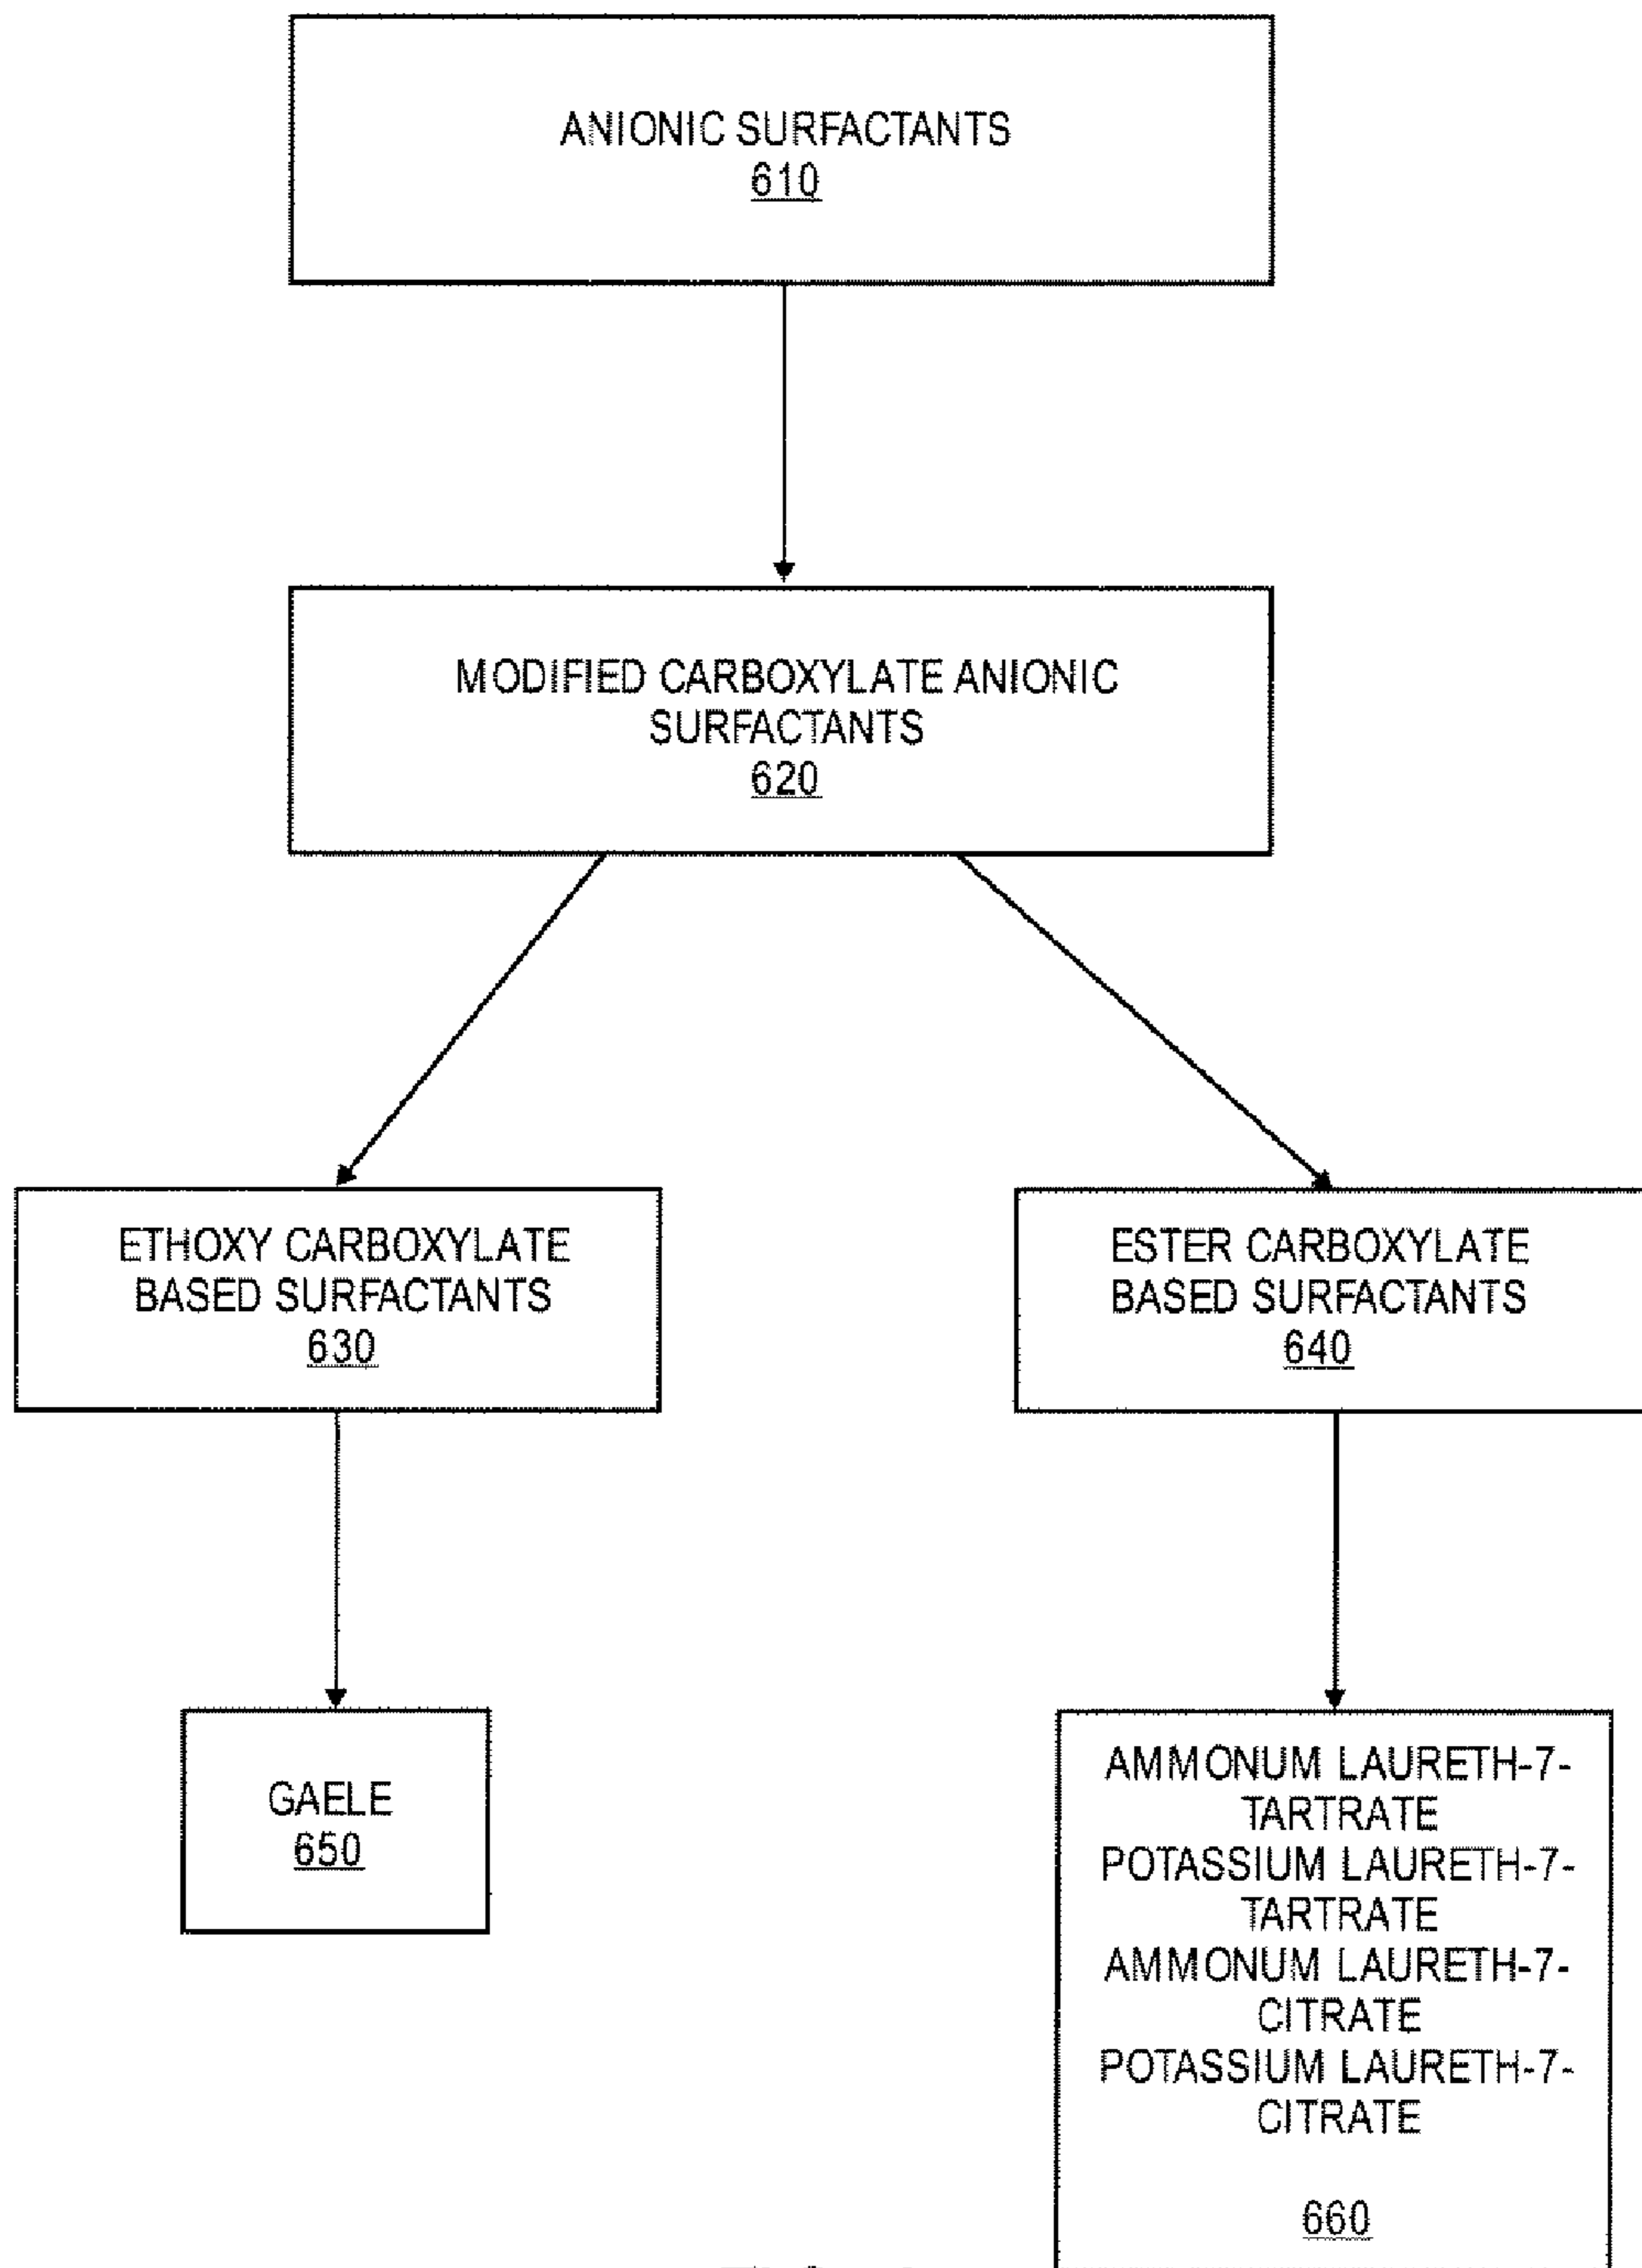 ANIONIC SURFACTANTS
610
MODIFIED CARBOXYLATE ANIONIC
SURFACTANTS
620
ETHOXY CARBOXYLATE
BASED SURFACTANTS
630
ESTER CARBOXYLATE
BASED SURFACTANTS
640
GAELE
650
AMMONUM LAURETH-7-
TARTRATE
POTASSIUM LAURETH-7-
TARTRATE
AMMONUM LAURETH-7-
CITRATE
POTASSIUM LAURETH-7-
CITRATE
660